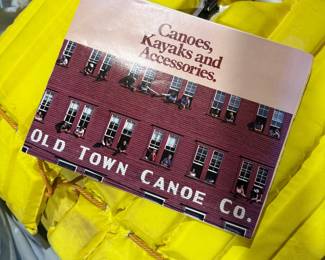 Canoes,
Kayaks and
Accessories.
OLD TOWN CANOE CO.